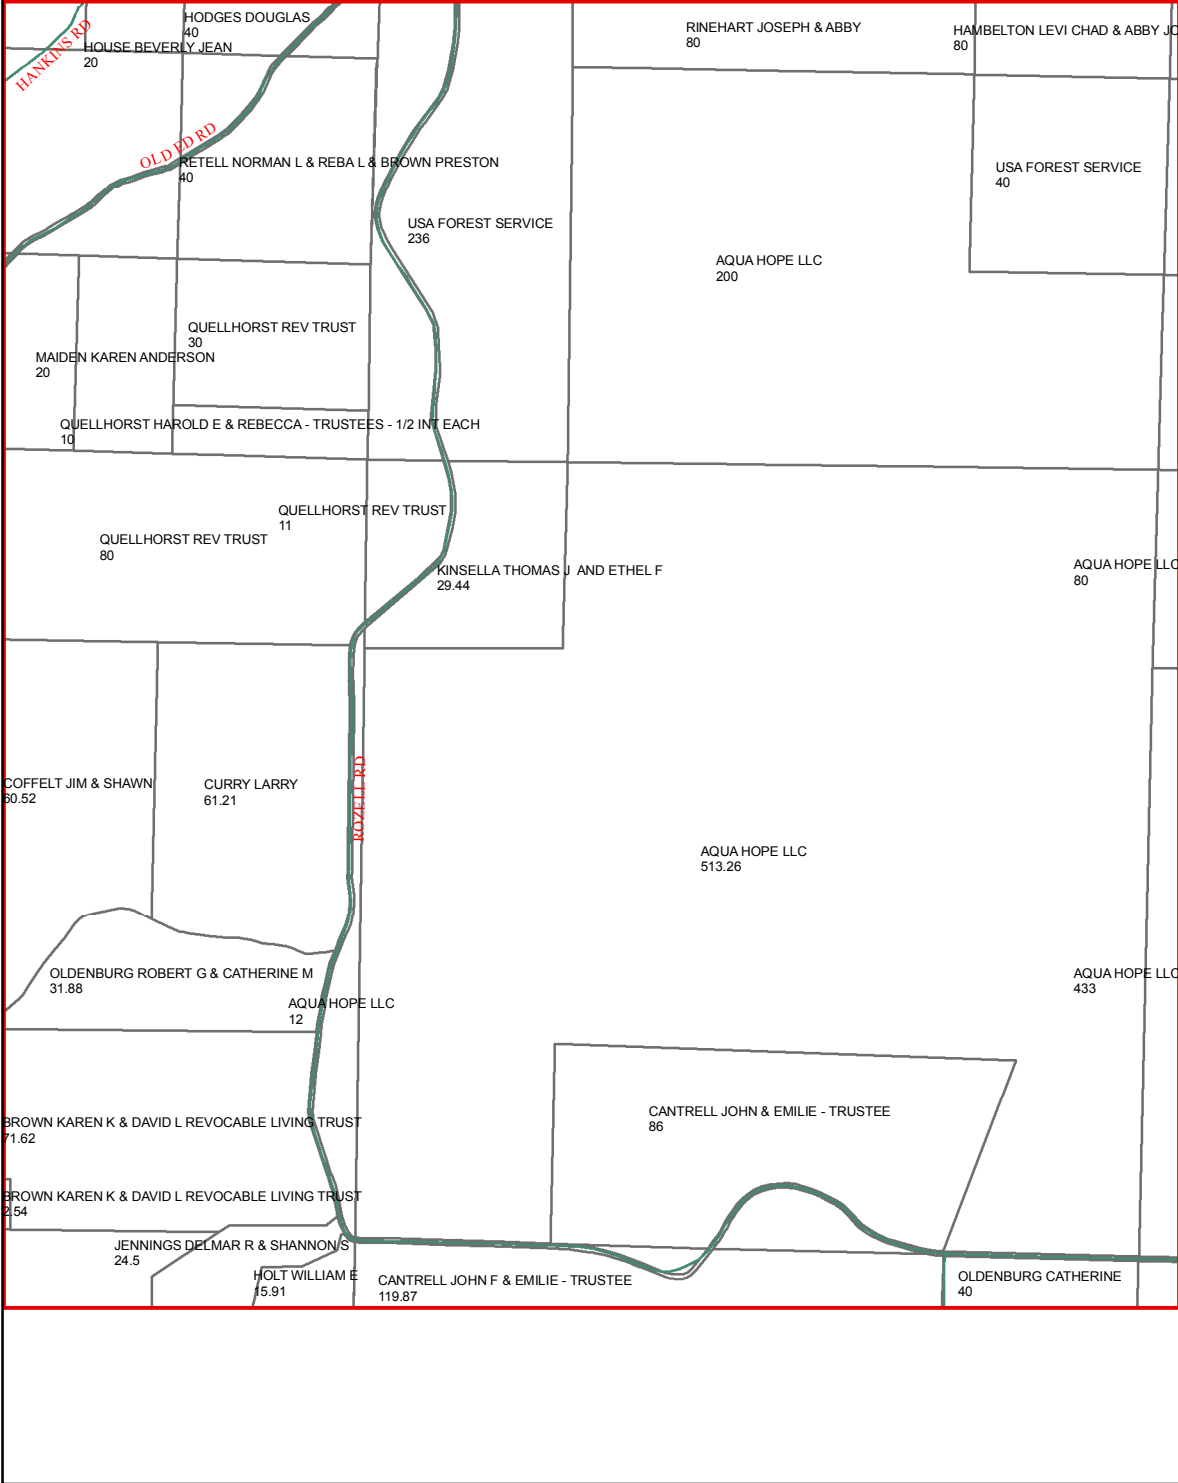 HODGES DOUGLAS
40
RINEHART JOSEPH & ABBY
80
HAMBELTON LEVI CHAD & ABBY JO
80
HANKINS RD
HOUSE BEVERLY JEAN
20
OLD ED RD
RETELL NORMAN L & REBA L & BROWN PRESTON
40
USA FOREST SERVICE
40
USA FOREST SERVICE
236
AQUA HOPE LLC
200
QUELLHORST REV TRUST
30
MAIDEN KAREN ANDERSON
20
QUELLHORST HAROLD E & REBECCA - TRUSTEES - 1/2 INT EACH
10
QUELLHORST REV TRUST
11
QUELLHORST REV TRUST
80
KINSELLA THOMAS J AND ETHEL F
29.44
AQUA HOPE LLC
80
COFFELT JIM & SHAWN
60.52
CURRY LARRY
61.21
ROZELL RD
AQUA HOPE LLC
513.26
OLDENBURG ROBERT G & CATHERINE M
31.88
AQUA HOPE LLC
433
AQUA HOPE LLC
12
CANTRELL JOHN & EMILIE - TRUSTEE
86
BROWN KAREN K & DAVID L REVOCABLE LIVING TRUST
71.62
BROWN KAREN K & DAVID L REVOCABLE LIVING TRUST
2.54
JENNINGS DELMAR R & SHANNON S
24.5
HOLT WILLIAM E
15.91
CANTRELL JOHN F & EMILIE - TRUSTEE
119.87
OLDENBURG CATHERINE
40